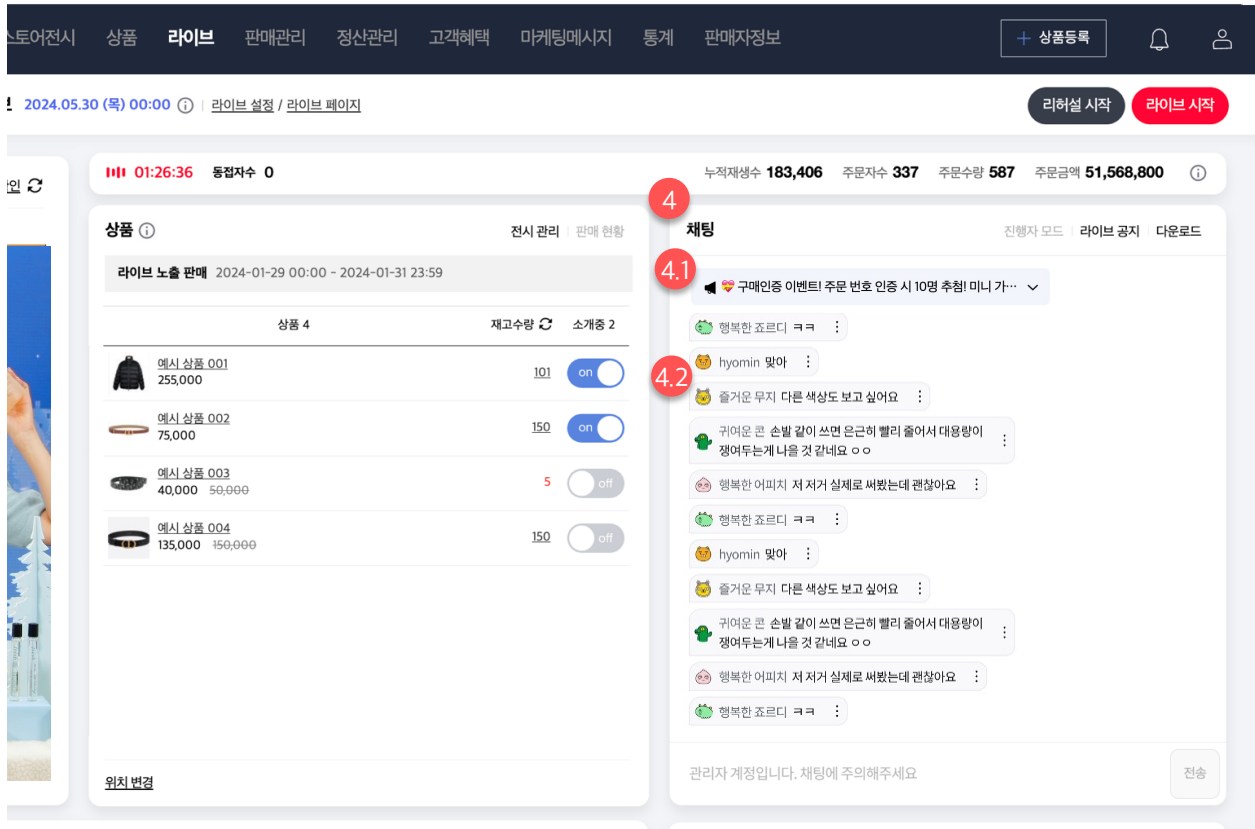 스토어전시 상품 라이브 판매관리 정산관리 고객혜택 마케팅메시지 통계 판매자정보 + 상품등록
2024.05.30 (목) 00:00 라이브 설정 / 라이브 페이지 리허설 시작 라이브 시작
01:26:36 동접자수 0 누적재생수 183,406 주문자수 337 주문수량 587 주문금액 51,568,800
상품 전시 관리 판매 현황
라이브 노출 판매 2024-01-29 00:00 - 2024-01-31 23:59
상품 4 재고수량 소개중 2
예시 상품 001
255,000
101 on
예시 상품 002
75,000
150 on
예시 상품 003
40,000 50,000
5 off
예시 상품 004
135,000 150,000
150 off
위치 변경
4
채팅 진행자 모드 라이브 공지 다운로드
4.1
구매인증 이벤트! 주문 번호 인증 시 10명 추첨! 미니 가…
행복한 죠르디 ㅋㅋ
hyomin 맞아
4.2
즐거운 무지 다른 색상도 보고 싶어요
귀여운 콘 손발 같이 쓰면 은근히 빨리 줄어서 대용량이
쟁여두는게 나을 것 같네요 ㅇㅇ
행복한 어피치 저 저거 실제로 써봤는데 괜찮아요
행복한 죠르디 ㅋㅋ
hyomin 맞아
즐거운 무지 다른 색상도 보고 싶어요
귀여운 콘 손발 같이 쓰면 은근히 빨리 줄어서 대용량이
쟁여두는게 나을 것 같네요 ㅇㅇ
행복한 어피치 저 저거 실제로 써봤는데 괜찮아요
행복한 죠르디 ㅋㅋ
관리자 계정입니다. 채팅에 주의해주세요 전송